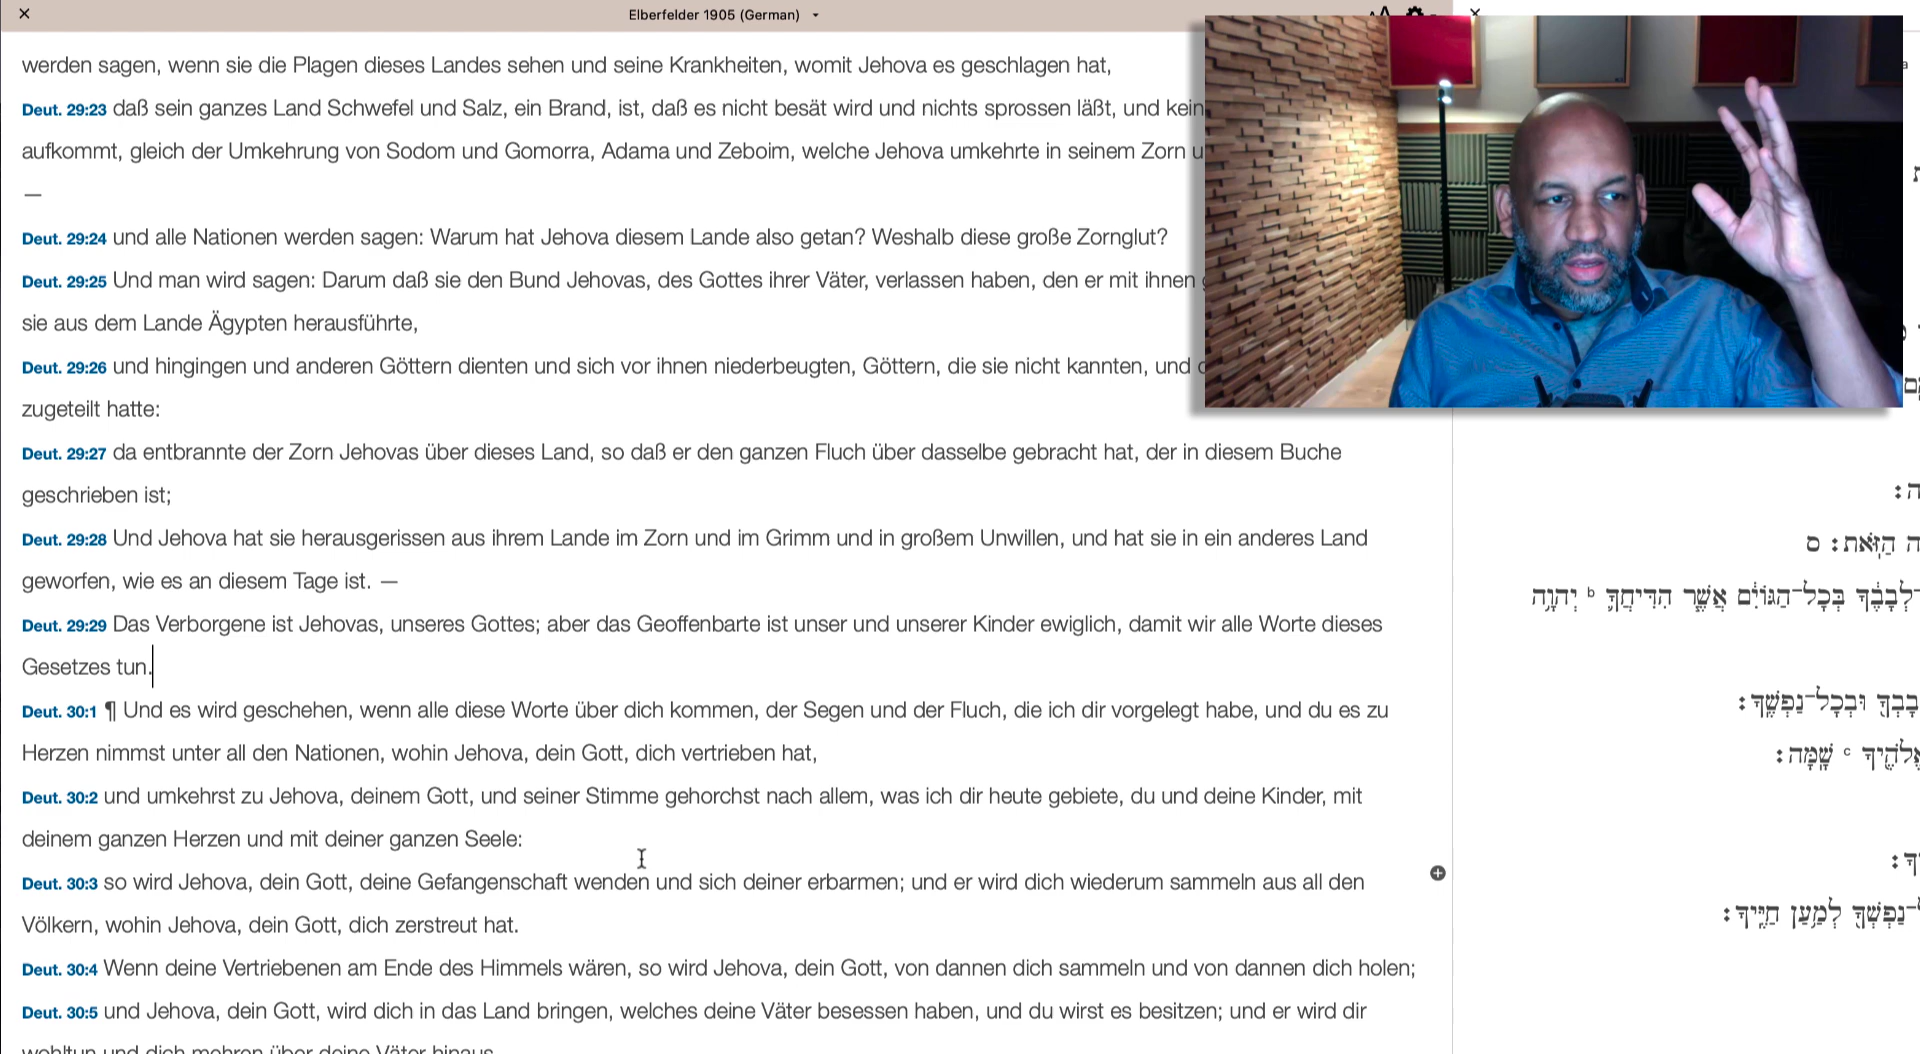 Elberfelder 1905 (German)
werden sagen, wenn sie die Plagen dieses Landes sehen und seine Krankheiten, womit Jehova es geschlagen hat,
Deut. 29:23 daß sein ganzes Land Schwefel und Salz, ein Brand, ist, daß es nicht besät wird und nichts sprossen läßt, und kein
aufkommt, gleich der Umkehrung von Sodom und Gomorra, Adama und Zeboim, welche Jehova umkehrte in seinem Zorn u
—
Deut. 29:24 und alle Nationen werden sagen: Warum hat Jehova diesem Lande also getan? Weshalb diese große Zornglut?
Deut. 29:25 Und man wird sagen: Darum daß sie den Bund Jehovas, des Gottes ihrer Väter, verlassen haben, den er mit ihnen
sie aus dem Lande Ägypten herausführte,
Deut. 29:26 und hingingen und anderen Göttern dienten und sich vor ihnen niederbeugten, Göttern, die sie nicht kannten, und
zugeteilt hatte:
Deut. 29:27 da entbrannte der Zorn Jehovas über dieses Land, so daß er den ganzen Fluch über dasselbe gebracht hat, der in diesem Buche
geschrieben ist;
Deut. 29:28 Und Jehova hat sie herausgerissen aus ihrem Lande im Zorn und im Grimm und in großem Unwillen, und hat sie in ein anderes Land
geworfen, wie es an diesem Tage ist. —
Deut. 29:29 Das Verborgene ist Jehovas, unseres Gottes; aber das Geoffenbarte ist unser und unserer Kinder ewiglich, damit wir alle Worte dieses
Gesetzes tun.
Deut. 30:1 ¶ Und es wird geschehen, wenn alle diese Worte über dich kommen, der Segen und der Fluch, die ich dir vorgelegt habe, und du es zu
Herzen nimmst unter all den Nationen, wohin Jehova, dein Gott, dich vertrieben hat,
Deut. 30:2 und umkehrst zu Jehova, deinem Gott, und seiner Stimme gehorchst nach allem, was ich dir heute gebiete, du und deine Kinder, mit
deinem ganzen Herzen und mit deiner ganzen Seele:
Deut. 30:3 so wird Jehova, dein Gott, deine Gefangenschaft wenden und sich deiner erbarmen; und er wird dich wiederum sammeln aus all den
Völkern, wohin Jehova, dein Gott, dich zerstreut hat.
Deut. 30:4 Wenn deine Vertriebenen am Ende des Himmels wären, so wird Jehova, dein Gott, von dannen dich sammeln und von dannen dich holen;
Deut. 30:5 und Jehova, dein Gott, wird dich in das Land bringen, welches deine Väter besessen haben, und du wirst es besitzen; und er wird dir
wohltun und dich mehren über deine Väter hinaus.
הַזֹּאת׃ ס
לְבָבֶךָ בְּכָל־הַגּוֹיִם אֲשֶׁר הִדִּיחֲךָ b יְהוָה
וּבְכָל־נַפְשֶׁךָ׃
c שָׁמָּה׃
נַפְשְׁךָ לְמַעַן חַיֶּיךָ׃